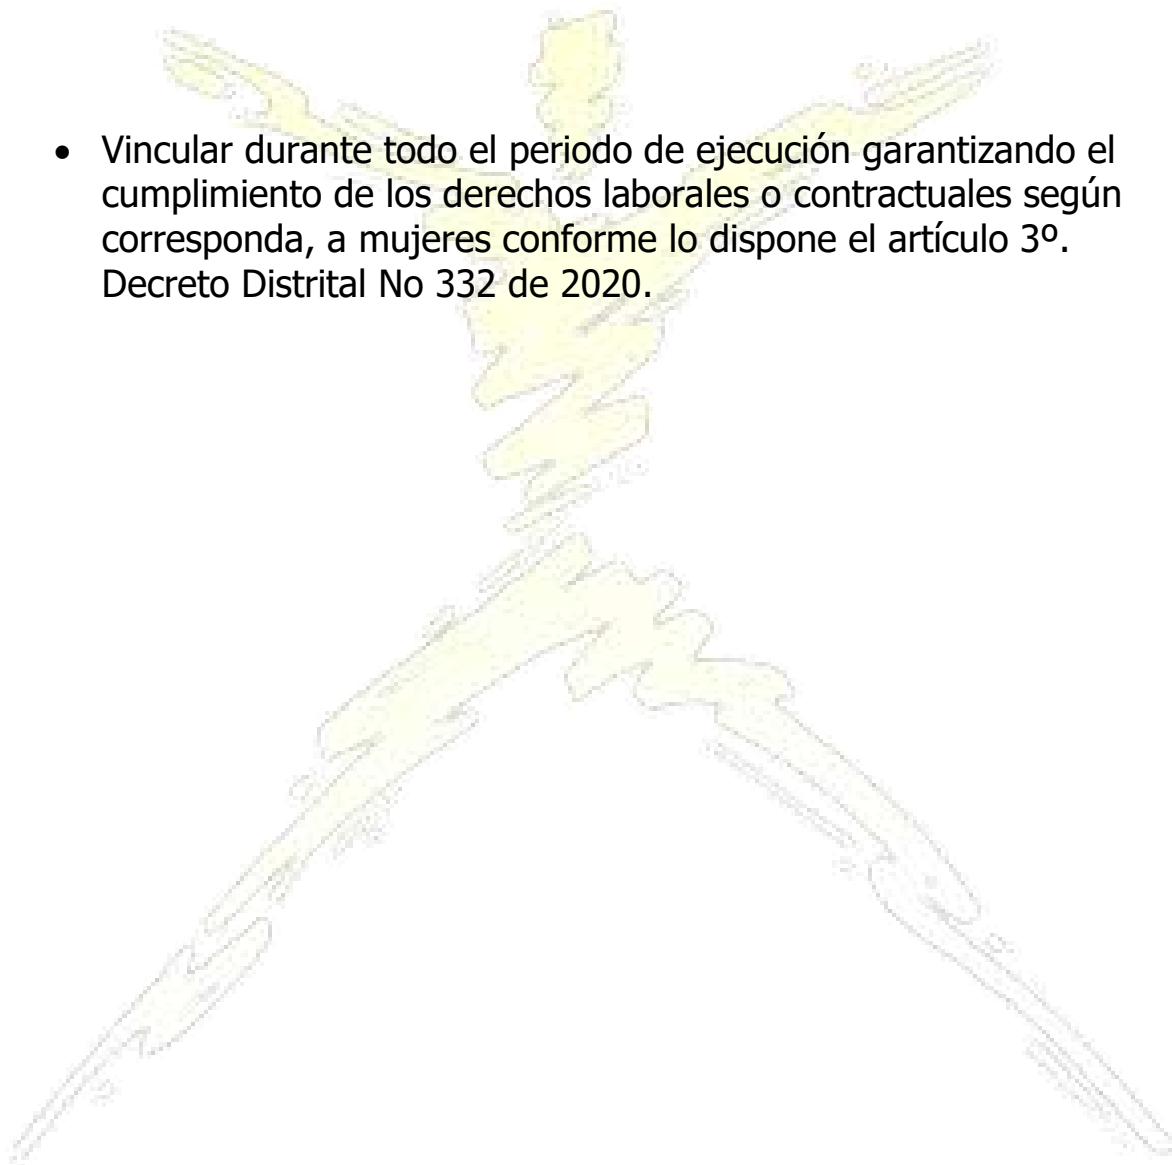 • Vincular durante todo el periodo de ejecución garantizando el
cumplimiento de los derechos laborales o contractuales según
corresponda, a mujeres conforme lo dispone el artículo 3º.
Decreto Distrital No 332 de 2020.